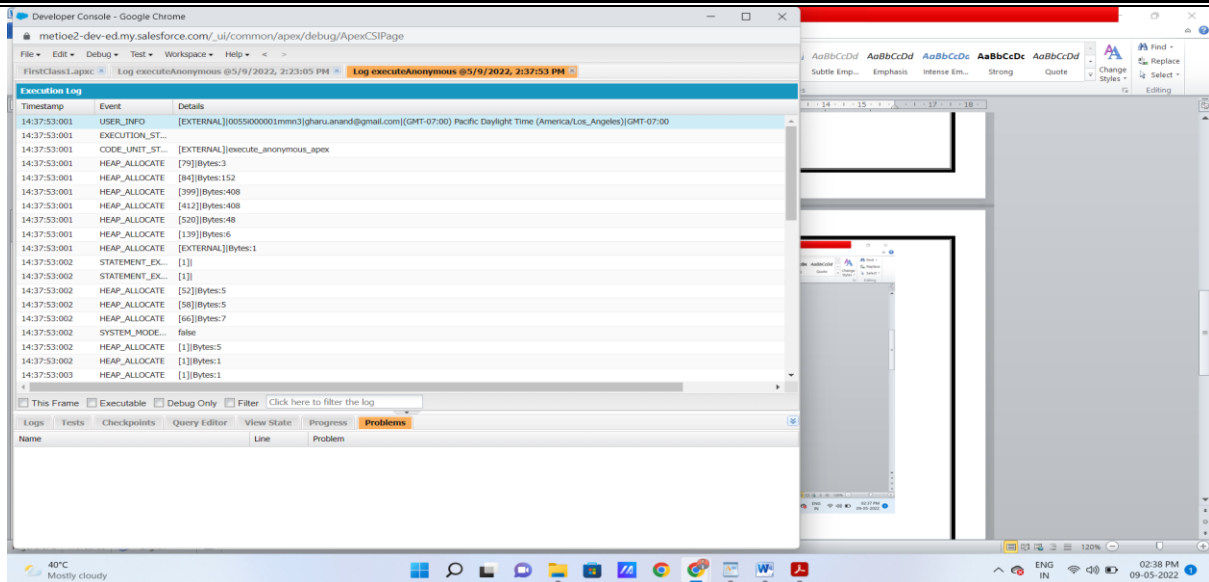 Developer Console - Google Chrome
metioe2-dev-ed.my.salesforce.com/_ui/common/apex/debug/ApexCSIPage
File Edit Debug Test Workspace Help < >
FirstClass1.apxc Log executeAnonymous @5/9/2022, 2:23:05 PM Log executeAnonymous @5/9/2022, 2:37:53 PM
Execution Log
Timestamp Event Details
14:37:53:001 USER_INFO [EXTERNAL]|0055i000001mmn3|gharu.anand@gmail.com|(GMT-07:00) Pacific Daylight Time (America/Los_Angeles)|GMT-07:00
14:37:53:001 EXECUTION_ST...
14:37:53:001 CODE_UNIT_ST... [EXTERNAL]|execute_anonymous_apex
14:37:53:001 HEAP_ALLOCATE [79]|Bytes:3
14:37:53:001 HEAP_ALLOCATE [84]|Bytes:152
14:37:53:001 HEAP_ALLOCATE [399]|Bytes:408
14:37:53:001 HEAP_ALLOCATE [412]|Bytes:408
14:37:53:001 HEAP_ALLOCATE [520]|Bytes:48
14:37:53:001 HEAP_ALLOCATE [139]|Bytes:6
14:37:53:001 HEAP_ALLOCATE [EXTERNAL]|Bytes:1
14:37:53:002 STATEMENT_EX... [1]|
14:37:53:002 STATEMENT_EX... [1]|
14:37:53:002 HEAP_ALLOCATE [52]|Bytes:5
14:37:53:002 HEAP_ALLOCATE [58]|Bytes:5
14:37:53:002 HEAP_ALLOCATE [66]|Bytes:7
14:37:53:002 SYSTEM_MODE... false
14:37:53:002 HEAP_ALLOCATE [1]|Bytes:5
14:37:53:002 HEAP_ALLOCATE [1]|Bytes:1
14:37:53:003 HEAP_ALLOCATE [1]|Bytes:1
This Frame Executable Debug Only Filter Click here to filter the log
Logs Tests Checkpoints Query Editor View State Progress Problems
Name Line Problem
AaBbCcDd AaBbCcDd AaBbCcDc AaBbCcDc AaBbCcDd
Subtle Emp... Emphasis Intense Em... Strong Quote
Change Styles
Find
Replace
Select
Editing
14 15 17 18
120%
40°C
Mostly cloudy
ENG
IN
02:38 PM
09-05-2022
1